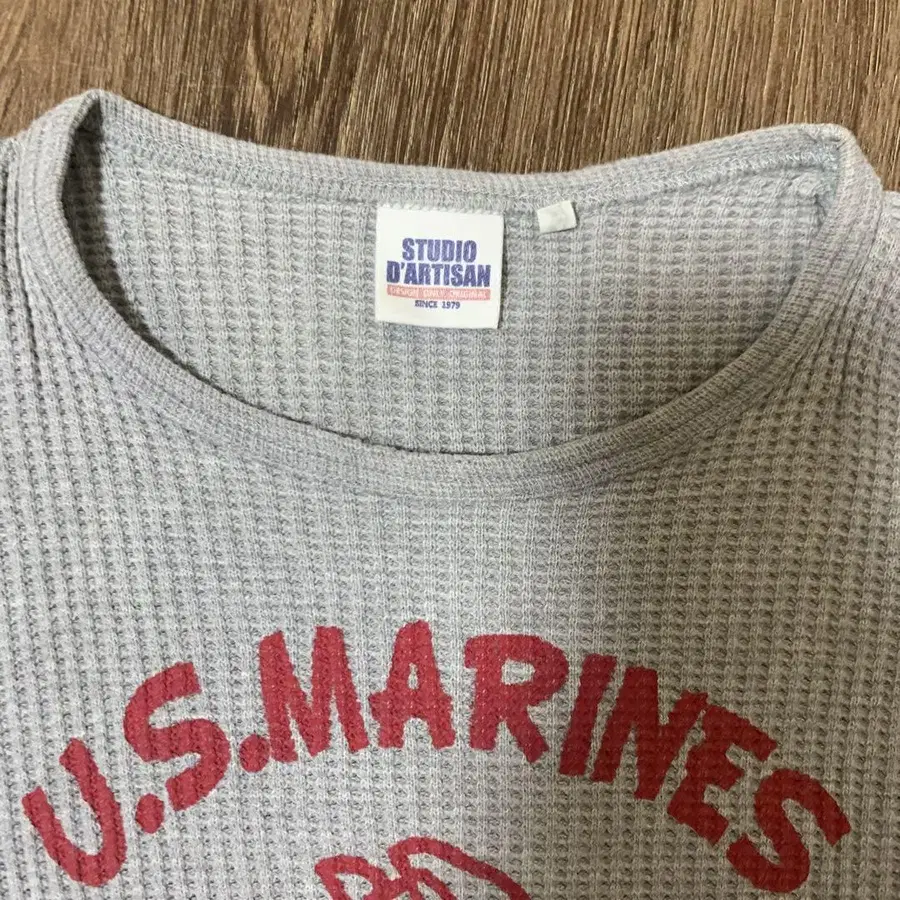 STUDIO
D'ARTISAN
DESIGN ONLY ORIGINAL
SINCE 1979
U.S.MARINES